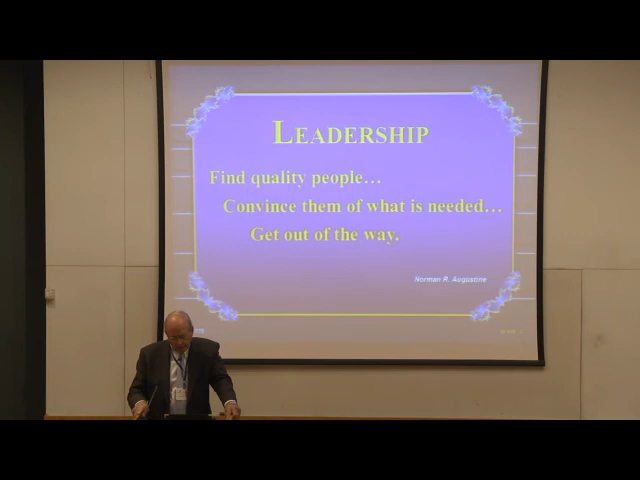 LEADERSHIP
Find quality people...
Convince them of what is needed...
Get out of the way.
Norman R. Augustine